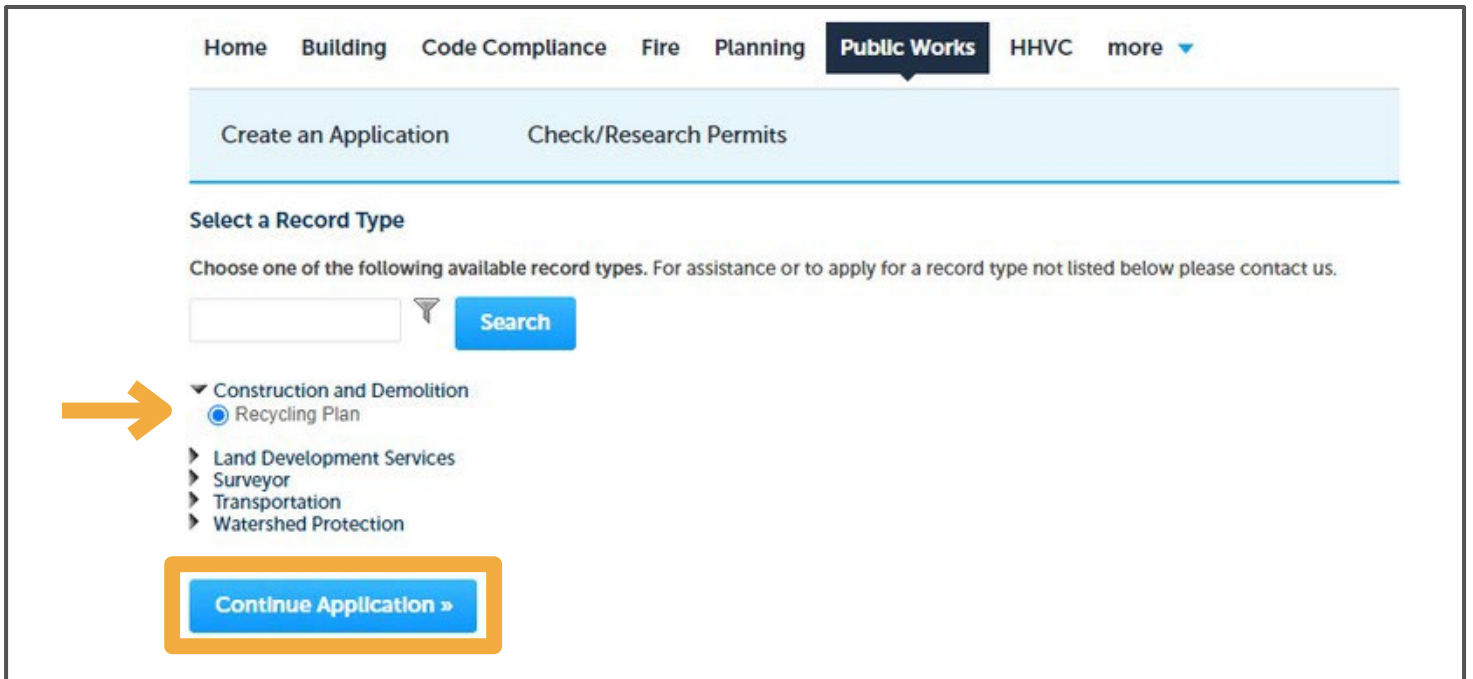 Home Building Code Compliance Fire Planning Public Works HHVC more
Create an Application Check/Research Permits
Select a Record Type
Choose one of the following available record types. For assistance or to apply for a record type not listed below please contact us.
Search
Construction and Demolition
Recycling Plan
Land Development Services
Surveyor
Transportation
Watershed Protection
Continue Application »